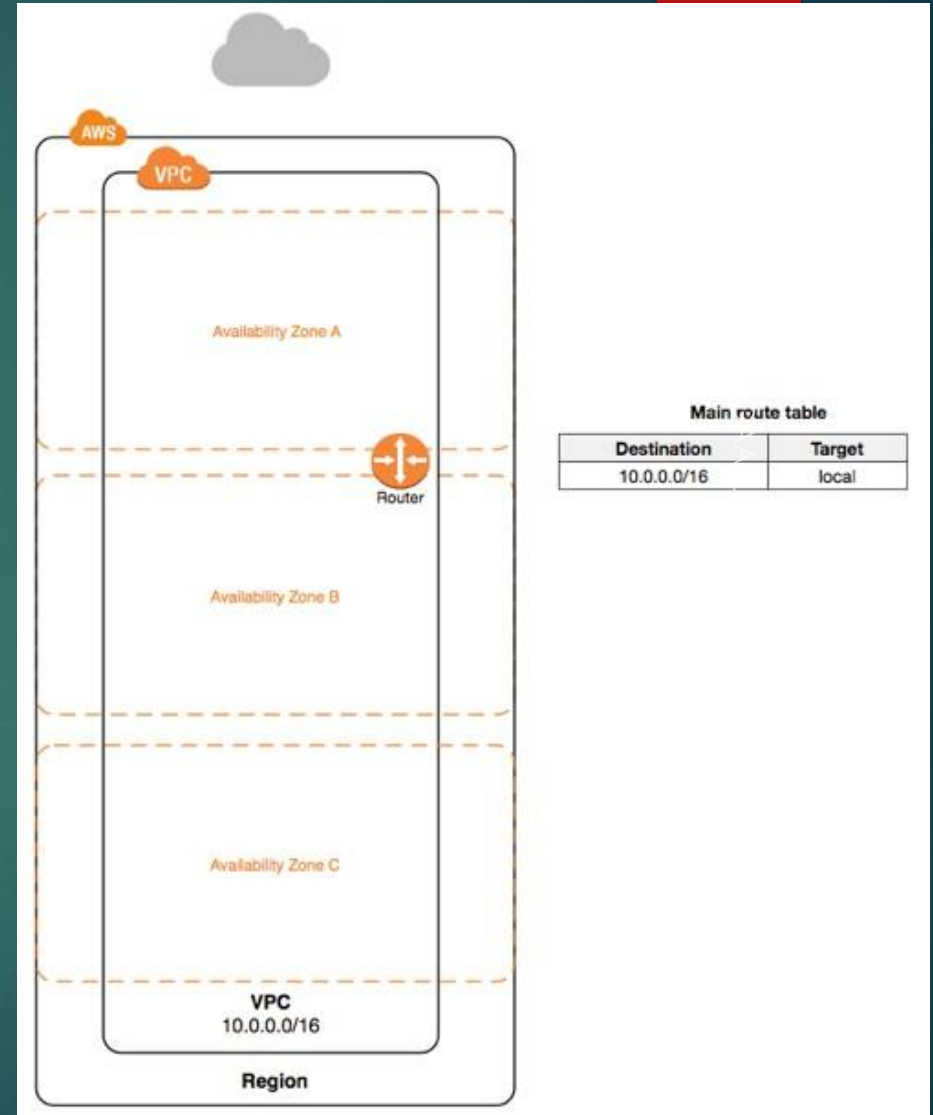 AWS
VPC
Availability Zone A
Router
Availability Zone B
Availability Zone C
VPC
10.0.0.0/16
Region
Main route table
Destination Target
10.0.0.0/16 local